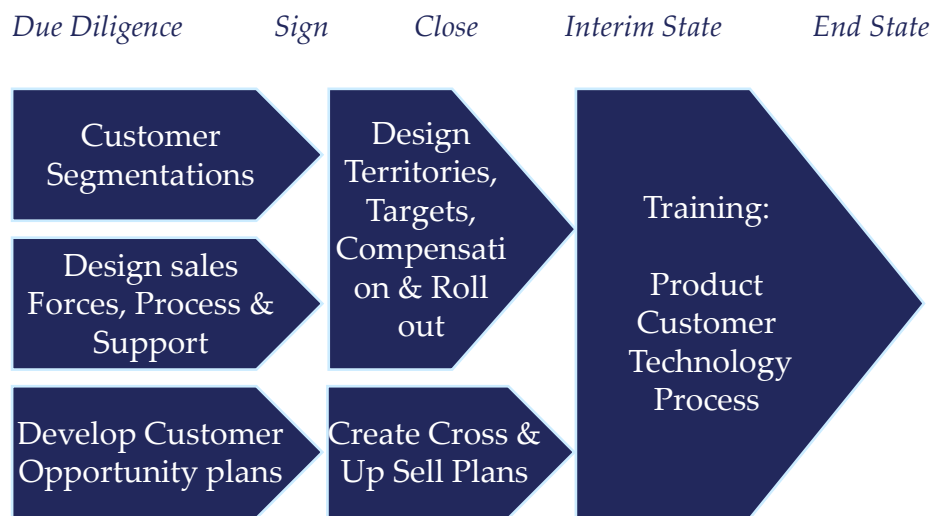 Due Diligence Sign Close Interim State End State
Customer
Segmentations
Design sales
Forces, Process &
Support
Develop Customer
Opportunity plans
Design
Territories,
Targets,
Compensati
on & Roll
out
Create Cross &
Up Sell Plans
Training:
Product
Customer
Technology
Process